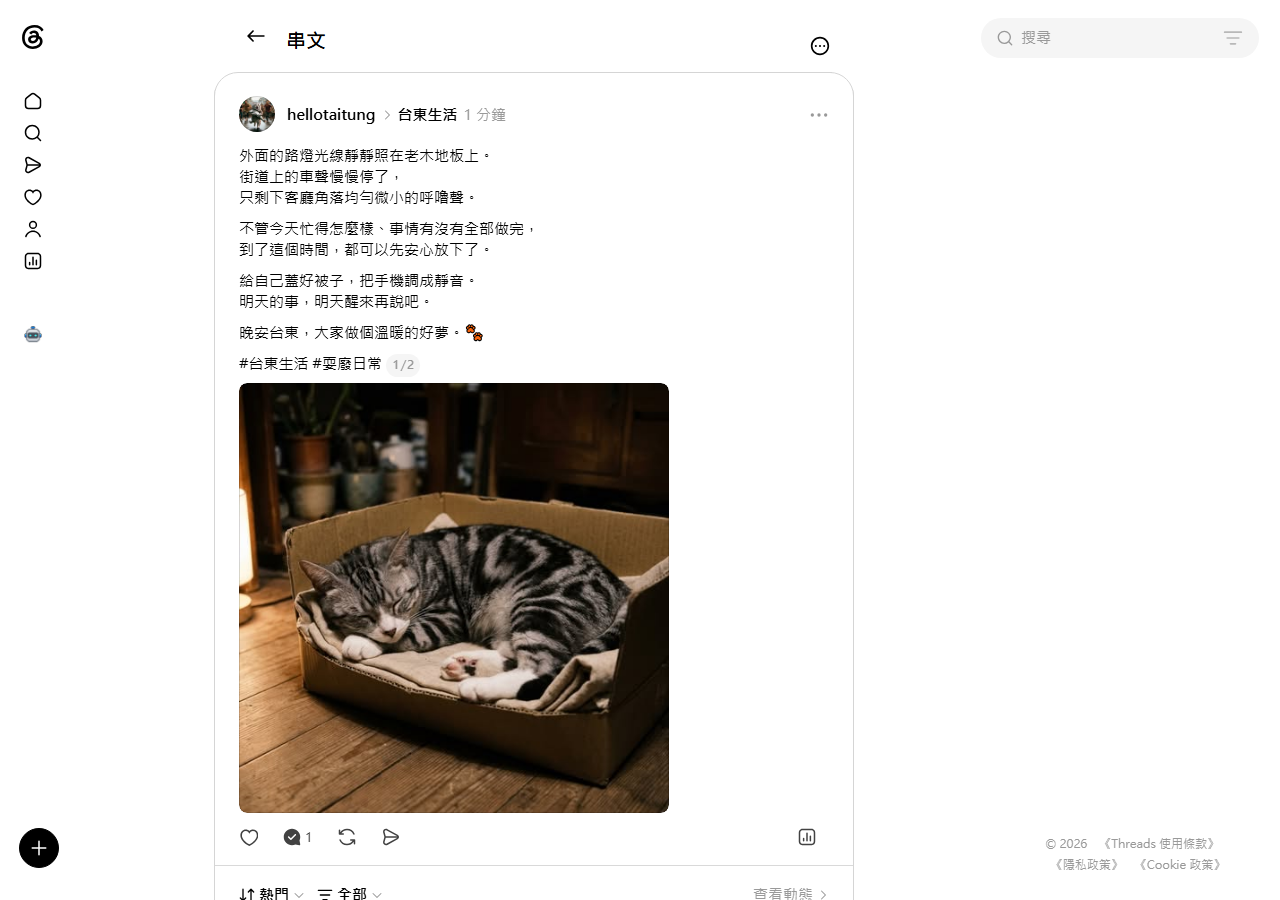 串文
搜尋
hellotaitung > 台東生活 1 分鐘
外面的路燈光線靜靜照在老木地板上。
街道上的車聲慢慢停了，
只剩下客廳角落均勻微小的呼嚕聲。
不管今天忙得怎麼樣、事情有沒有全部做完，
到了這個時間，都可以先安心放下了。
給自己蓋好被子，把手機調成靜音。
明天的事，明天醒來再說吧。
晚安台東，大家做個溫暖的好夢。🐾
#台東生活 #耍廢日常 1/2
1
熱門 全部 查看動態 >
© 2026 《Threads 使用條款》
《隱私政策》 《Cookie 政策》